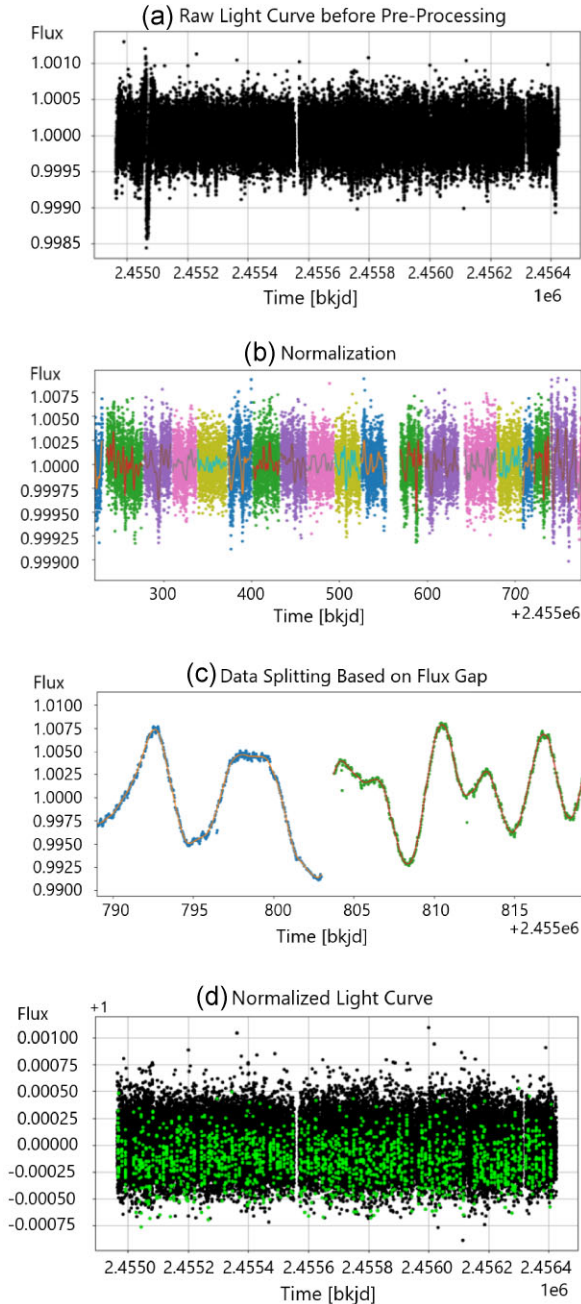 (a) Raw Light Curve before Pre-Processing
Flux
1.0010
1.0005
1.0000
0.9995
0.9990
0.9985
2.4550 2.4552 2.4554 2.4556 2.4558 2.4560 2.4562 2.4564
Time [bkjd]
1e6
(b) Normalization
Flux
1.0075
1.0050
1.0025
1.0000
0.99975
0.99950
0.99925
0.99900
300 400 500 600 700
Time [bkjd]
+2.455e6
(c) Data Splitting Based on Flux Gap
Flux
1.0100
1.0075
1.0050
1.0025
1.0000
0.9975
0.9950
0.9925
0.9900
790 795 800 805 810 815
Time [bkjd]
+2.455e6
(d) Normalized Light Curve
Flux +1
0.00100
0.00075
0.00050
0.00025
0.00000
-0.00025
-0.00050
-0.00075
2.4550 2.4552 2.4554 2.4556 2.4558 2.4560 2.4562 2.4564
Time [bkjd]
1e6